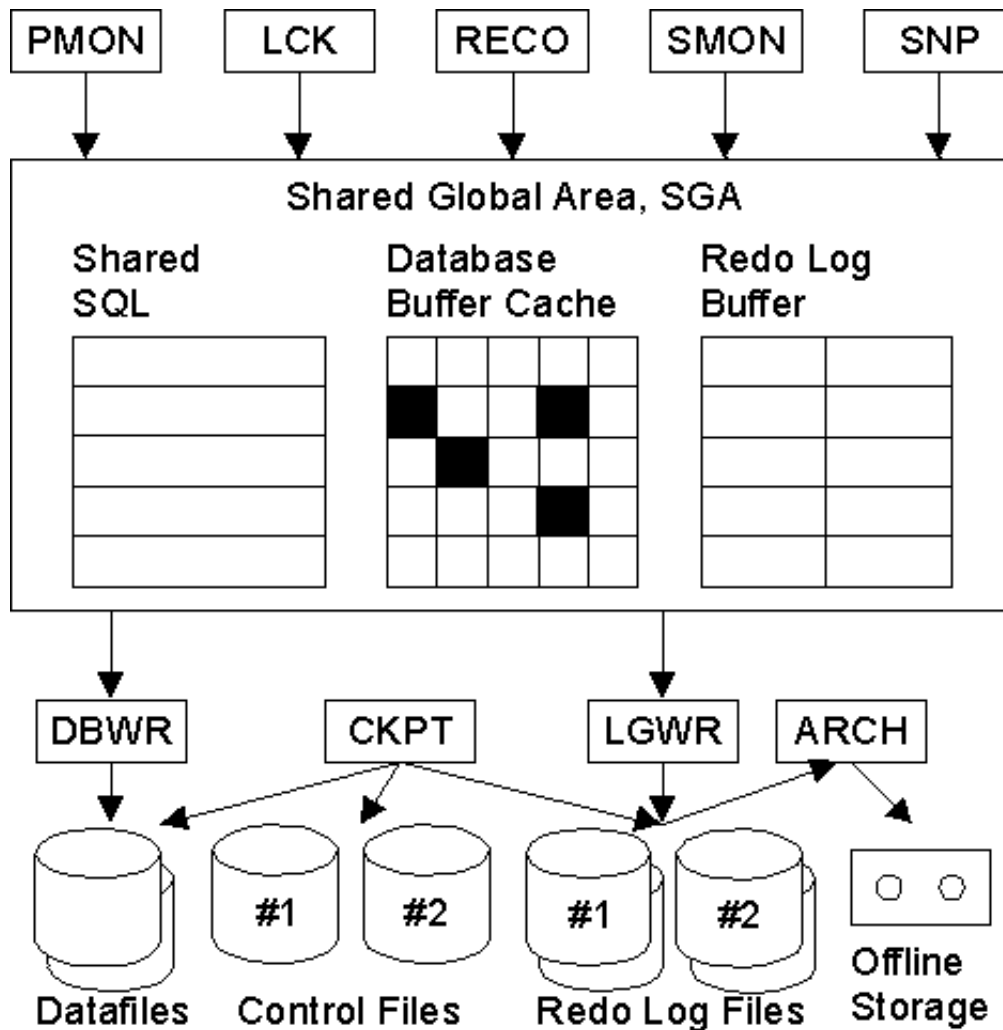 PMON
LCK
RECO
SMON
SNP
Shared Global Area, SGA
Shared
SQL
Database
Buffer Cache
Redo Log
Buffer
DBWR
CKPT
LGWR
ARCH
#1
#2
#1
#2
Datafiles
Control Files
Redo Log Files
Offline
Storage